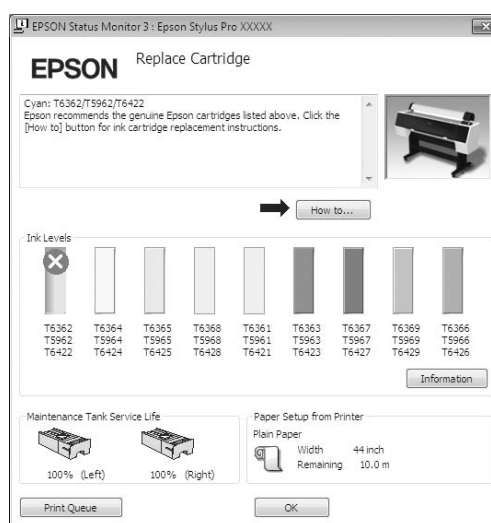 EPSON Status Monitor 3 : Epson Stylus Pro XXXXX
EPSON
Replace Cartridge
Cyan: T6362/T5962/T6422
Epson recommends the genuine Epson cartridges listed above. Click the
[How to] button for ink cartridge replacement instructions.
How to...
Ink Levels
T6362 T6364 T6365 T6368 T6361 T6363 T6367 T6369 T6366
T5962 T5964 T5965 T5968 T5961 T5963 T5967 T5969 T5966
T6422 T6424 T6425 T6428 T6421 T6423 T6427 T6429 T6426
Information
Maintenance Tank Service Life
100% (Left) 100% (Right)
Paper Setup from Printer
Plain Paper
Width 44 inch
Remaining 10.0 m
Print Queue
OK